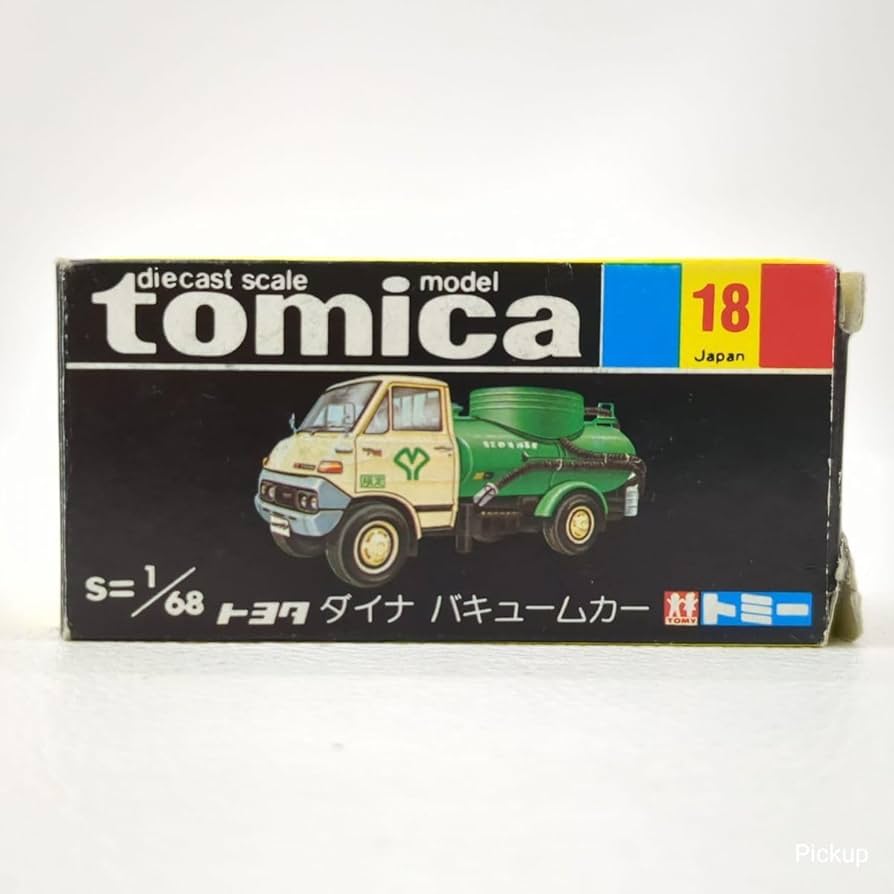 diecast scale model
tomica
18
Japan
S=1/68 トヨタ ダイナ バキュームカー
TOMY トミー
Pickup